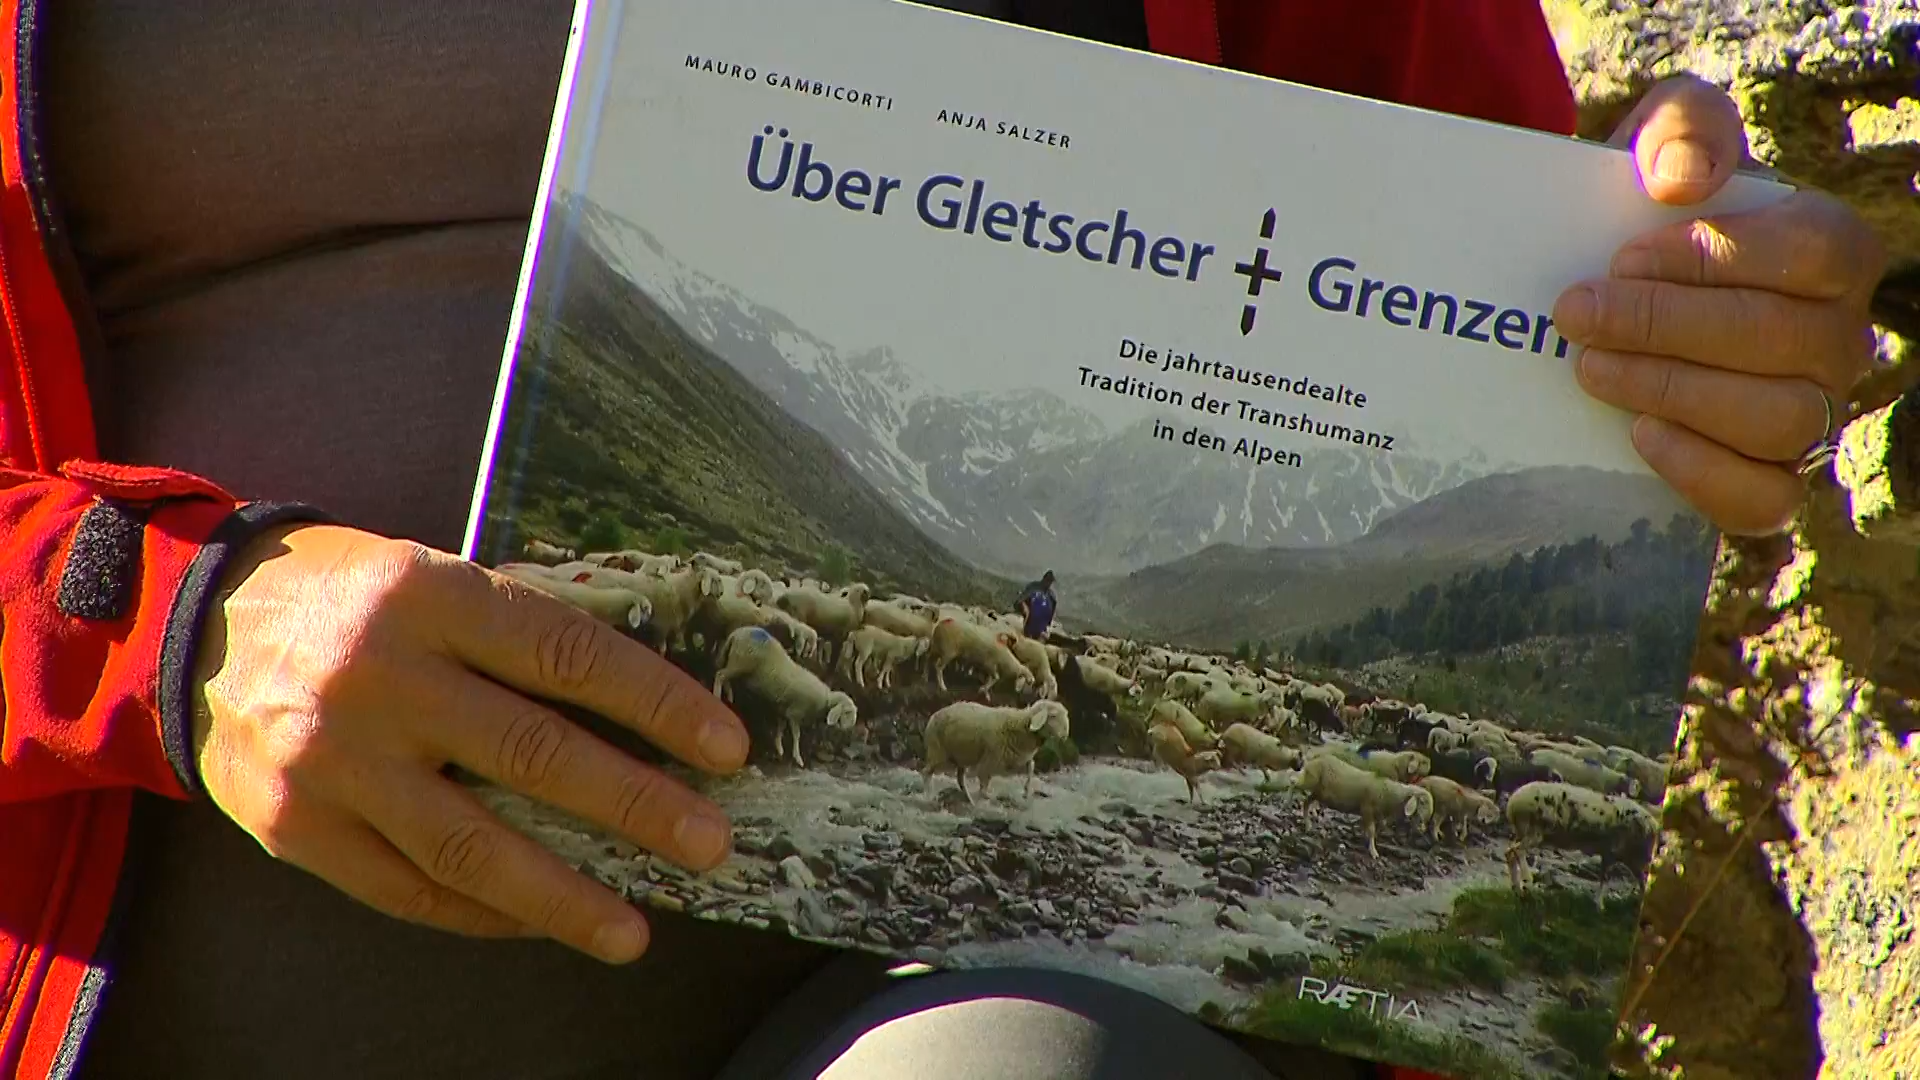 MAURO GAMBICORTI ANJA SALZER
Über Gletscher + Grenzen
Die jahrtausendealte
Tradition der Transhumanz
in den Alpen
RÆTIA